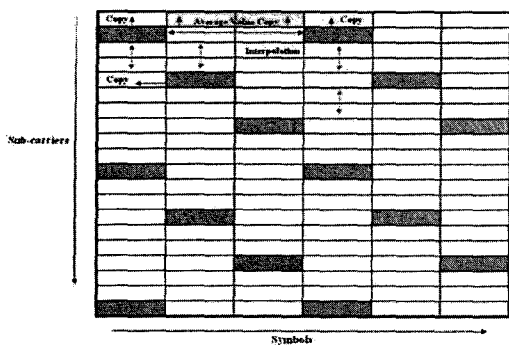 Copy Average Value Copy Copy
Interpolation
Copy
Sub-carriers
Symbols